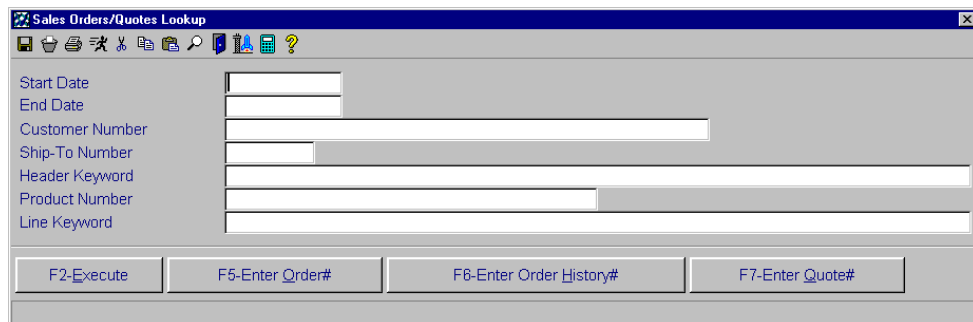 Sales Orders/Quotes Lookup
Start Date
End Date
Customer Number
Ship-To Number
Header Keyword
Product Number
Line Keyword
F2-Execute F5-Enter Order# F6-Enter Order History# F7-Enter Quote#